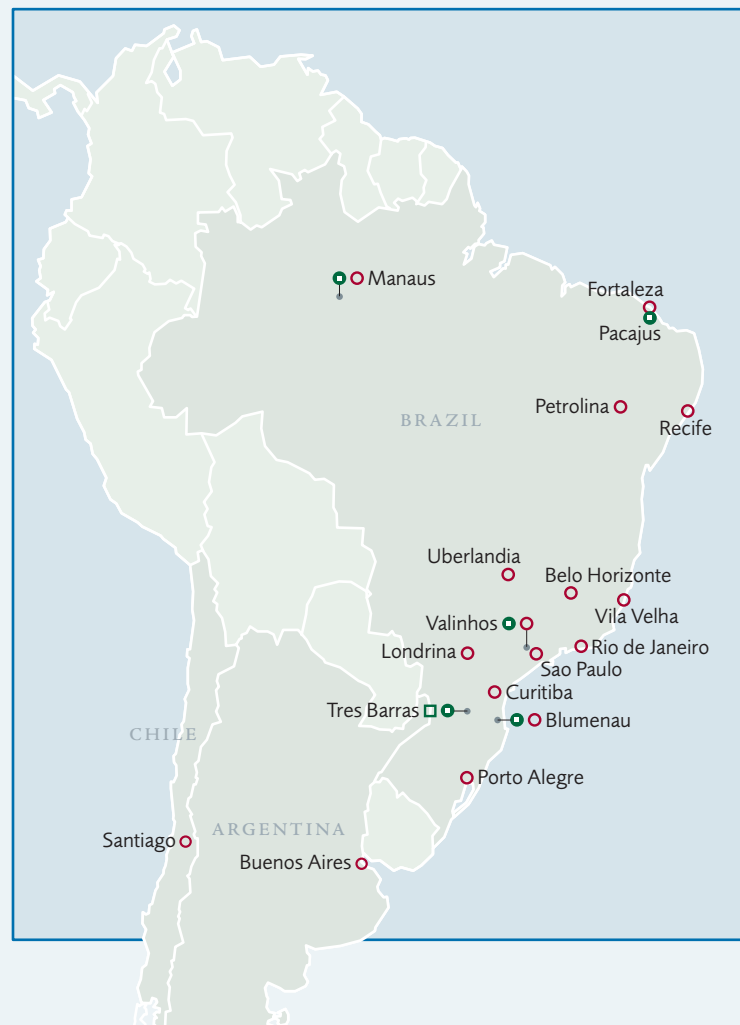 Manaus
Fortaleza
Pacajus
Petrolina
BRAZIL
Recife
Uberlandia
Belo Horizonte
Vila Velha
Valinhos
Rio de Janeiro
Londrina
Sao Paulo
Curitiba
Tres Barras
Blumenau
CHILE
Porto Alegre
ARGENTINA
Santiago
Buenos Aires